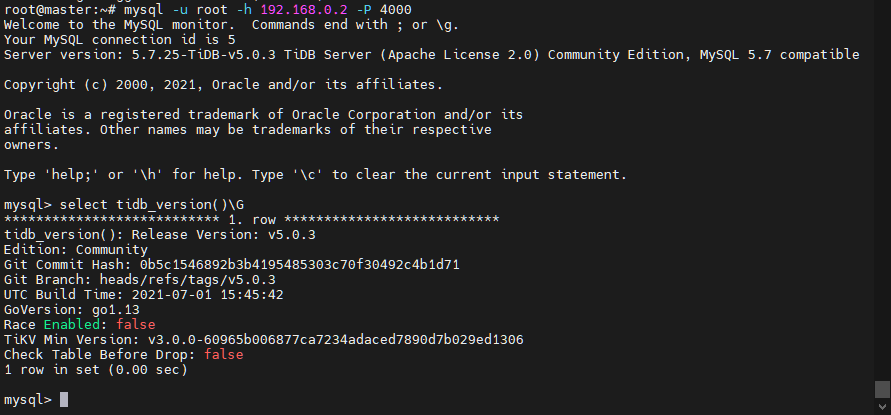 root@master:~# mysql -u root -h 192.168.0.2 -P 4000
Welcome to the MySQL monitor.  Commands end with ; or \g.
Your MySQL connection id is 5
Server version: 5.7.25-TiDB-v5.0.3 TiDB Server (Apache License 2.0) Community Edition, MySQL 5.7 compatible
Copyright (c) 2000, 2021, Oracle and/or its affiliates.
Oracle is a registered trademark of Oracle Corporation and/or its
affiliates. Other names may be trademarks of their respective
owners.
Type 'help;' or '\h' for help. Type '\c' to clear the current input statement.
mysql> select tidb_version()\G
*************************** 1. row ***************************
tidb_version(): Release Version: v5.0.3
Edition: Community
Git Commit Hash: 0b5c1546892b3b4195485303c70f30492c4b1d71
Git Branch: heads/refs/tags/v5.0.3
UTC Build Time: 2021-07-01 15:45:42
GoVersion: go1.13
Race Enabled: false
TiKV Min Version: v3.0.0-60965b006877ca7234adaced7890d7b029ed1306
Check Table Before Drop: false
1 row in set (0.00 sec)
mysql>